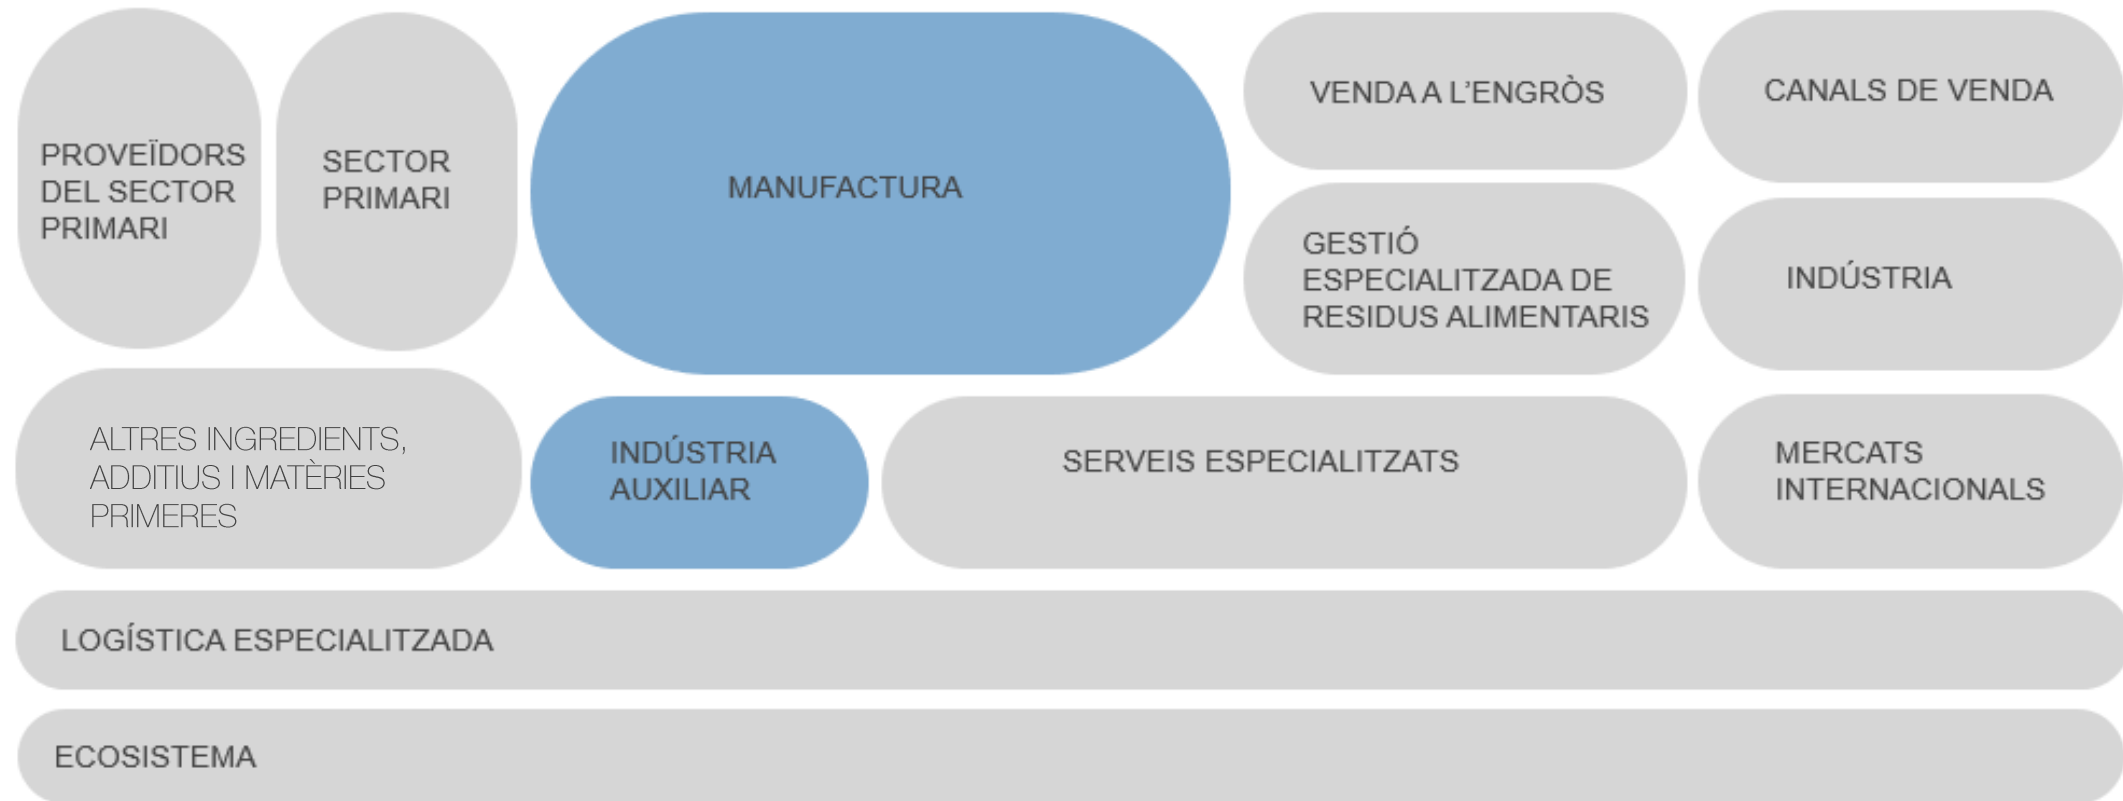 PROVEÏDORS
DEL SECTOR
PRIMARI
SECTOR
PRIMARI
MANUFACTURA
VENDA A L'ENGRÒS
CANALS DE VENDA
GESTIÓ
ESPECIALITZADA DE
RESIDUS ALIMENTARIS
INDÚSTRIA
ALTRES INGREDIENTS,
ADDITIUS I MATÈRIES
PRIMERES
INDÚSTRIA
AUXILIAR
SERVEIS ESPECIALITZATS
MERCATS
INTERNACIONALS
LOGÍSTICA ESPECIALITZADA
ECOSISTEMA